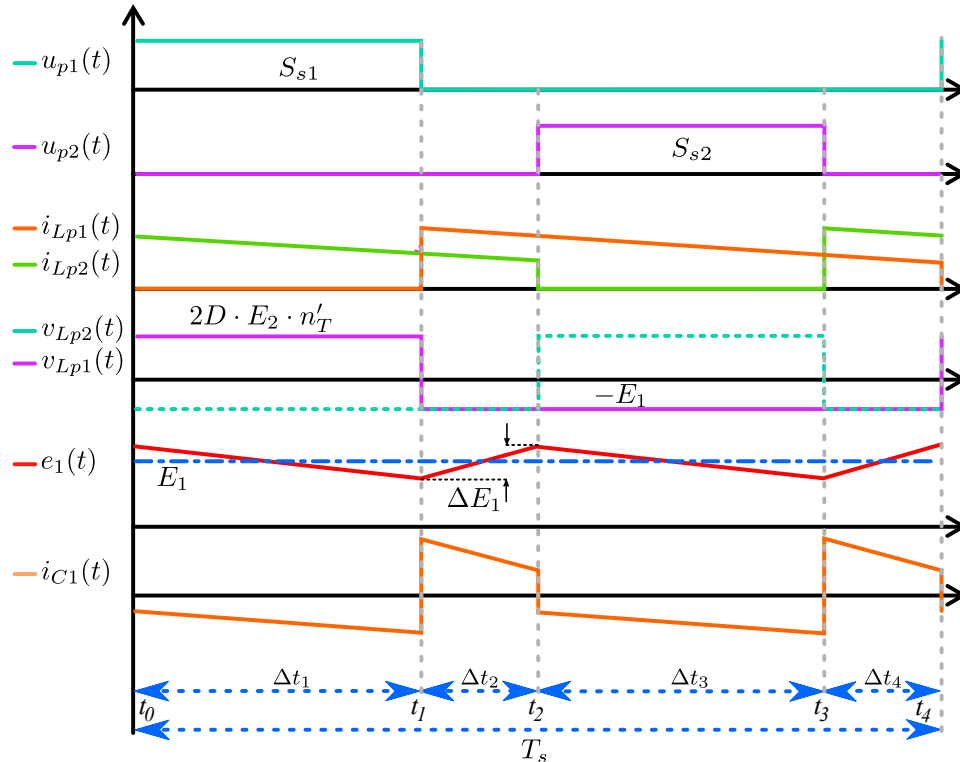 u_{p1}(t)
S_{s1}
u_{p2}(t)
S_{s2}
i_{Lp1}(t)
i_{Lp2}(t)
2D · E_2 · n'_T
v_{Lp2}(t)
v_{Lp1}(t)
−E_1
e_1(t)
E_1
ΔE_1
i_{C1}(t)
Δt_1 Δt_2 Δt_3 Δt_4
t_0 t_1 t_2 t_3 t_4
T_s